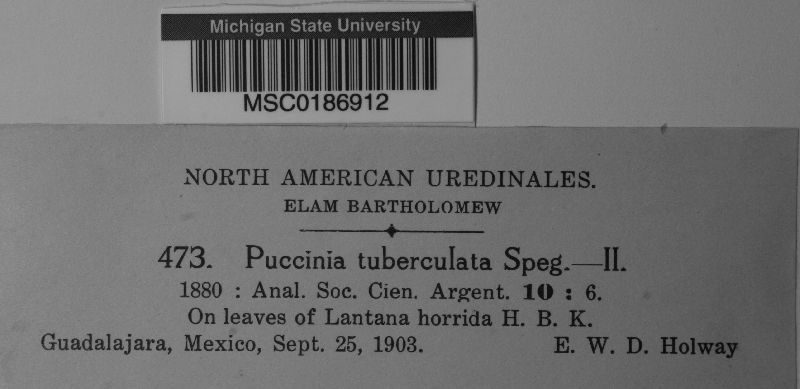 Michigan State University
MSC0186912
NORTH AMERICAN UREDINALES.
ELAM BARTHOLOMEW
473. Puccinia tuberculata Speg.—II.
1880 : Anal. Soc. Cien. Argent. 10 : 6.
On leaves of Lantana horrida H. B. K.
Guadalajara, Mexico, Sept. 25, 1903. E. W. D. Holway